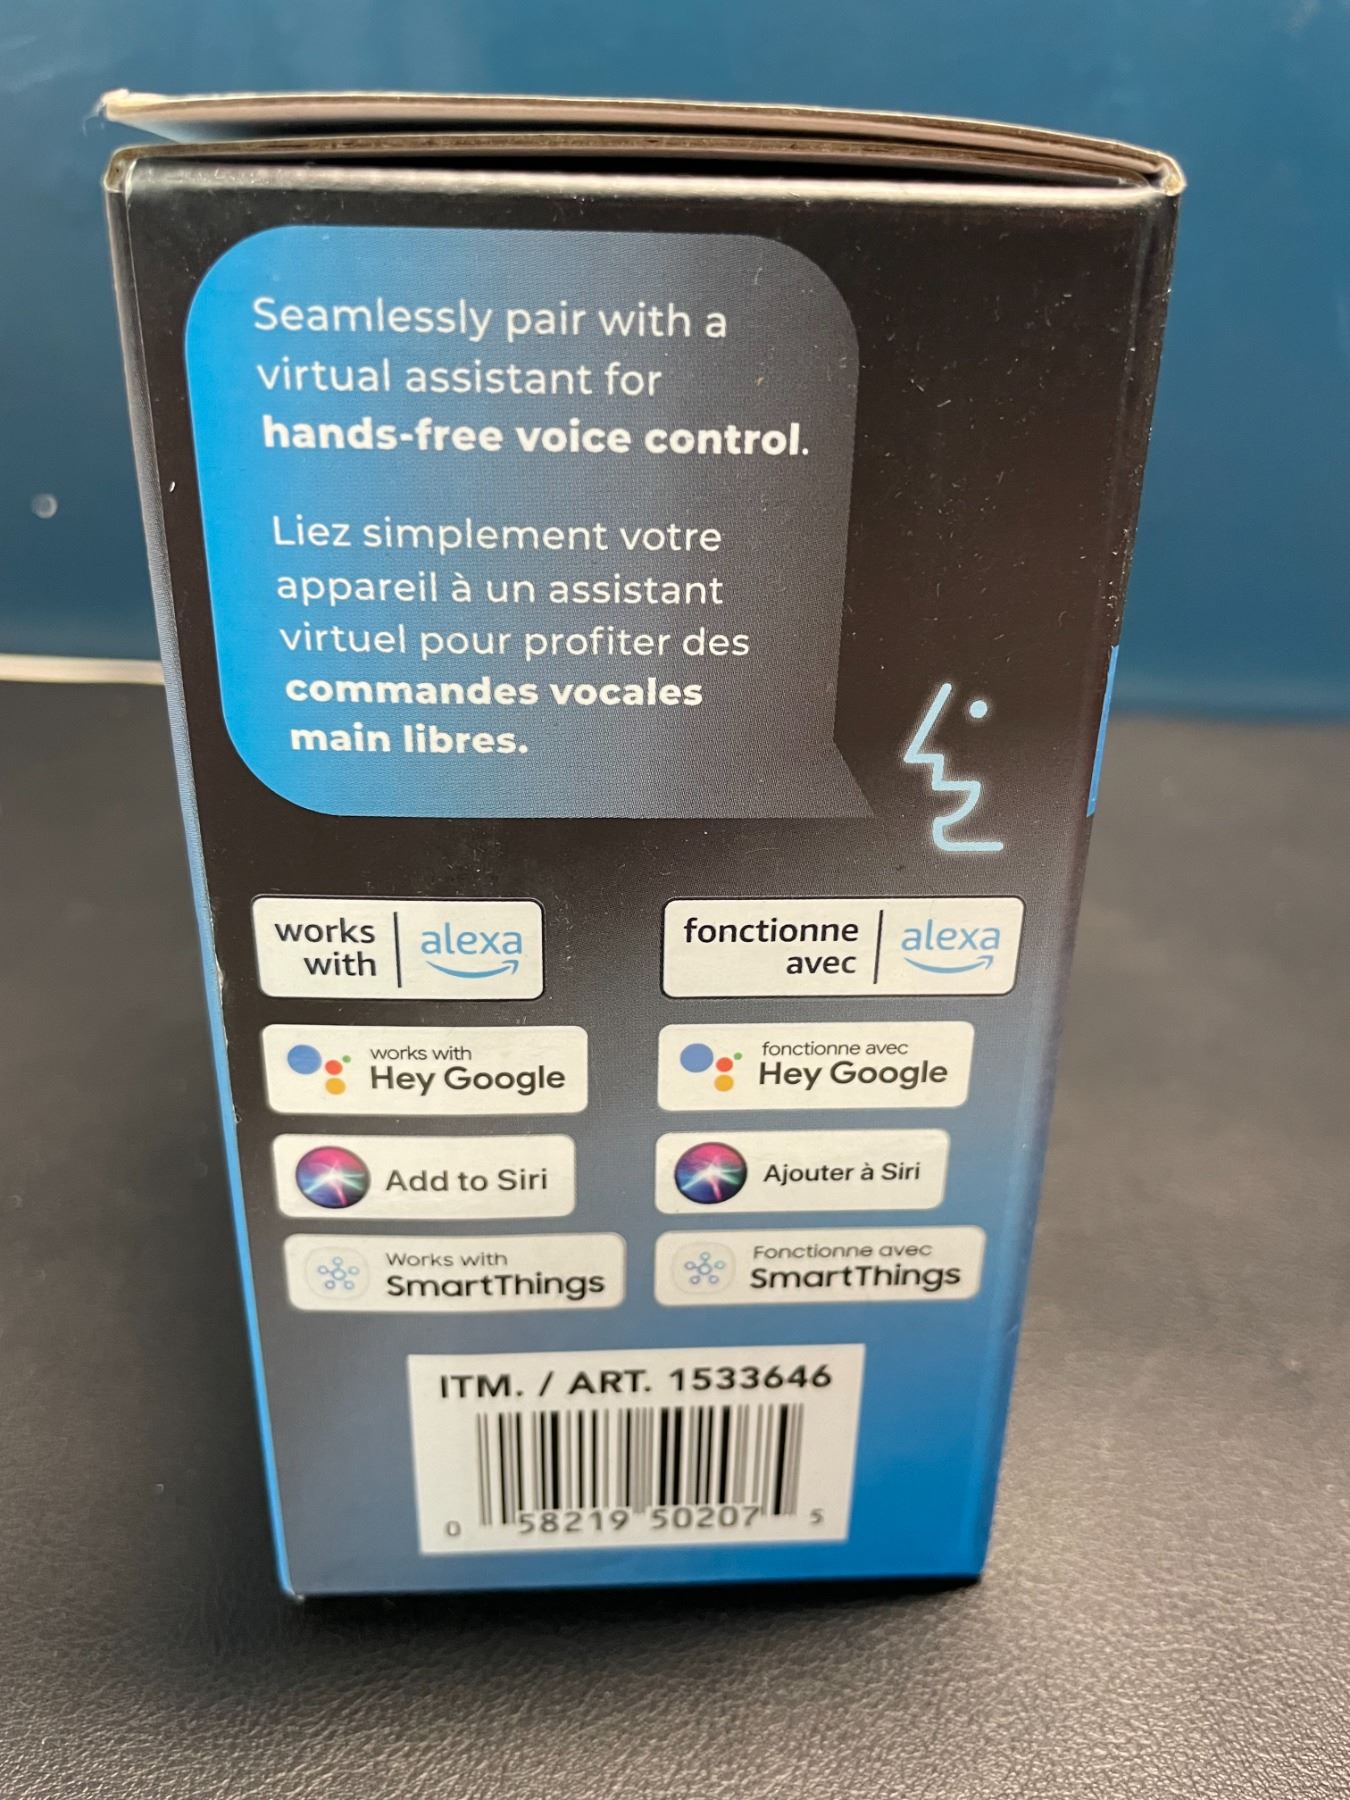 Seamlessly pair with a
virtual assistant for
hands-free voice control.
Liez simplement votre
appareil à un assistant
virtuel pour profiter des
commandes vocales
main libres.
works with | alexa
fonctionne avec | alexa
works with
Hey Google
fonctionne avec
Hey Google
Add to Siri
Ajouter à Siri
Works with
SmartThings
Fonctionne avec
SmartThings
ITM. / ART. 1533646
0 58219 50207 5